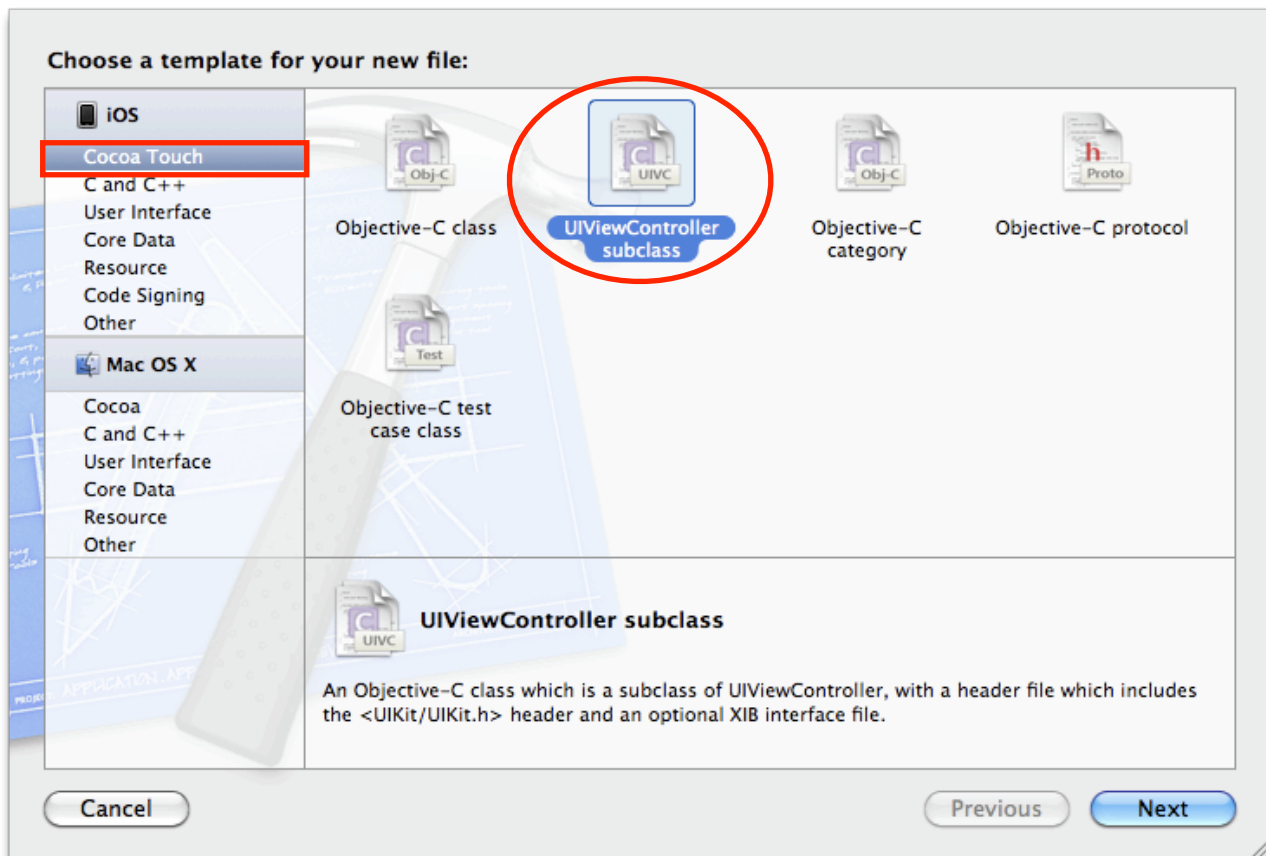 Choose a template for your new file:
iOS
Cocoa Touch
C and C++
User Interface
Core Data
Resource
Code Signing
Other
Mac OS X
Cocoa
C and C++
User Interface
Core Data
Resource
Other
C
Obj-C
Objective-C class
C
UIVC
UIViewController
subclass
C
Obj-C
Objective-C
category
h
Proto
Objective-C protocol
C
Test
Objective-C test
case class
C
UIVC
UIViewController subclass
An Objective-C class which is a subclass of UIViewController, with a header file which includes
the <UIKit/UIKit.h> header and an optional XIB interface file.
Cancel
Previous
Next